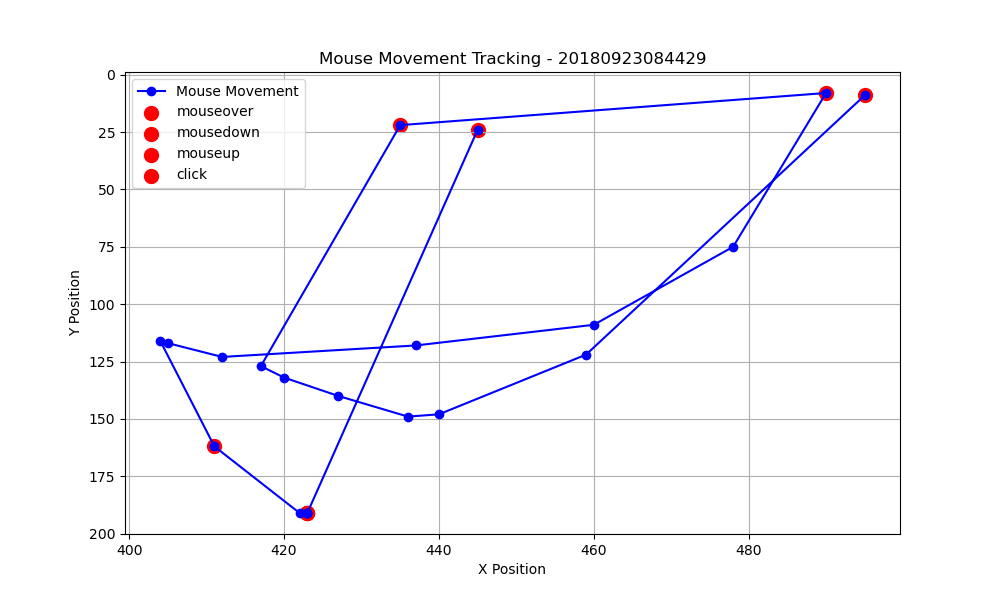 Mouse Movement Tracking - 20180923084429
Mouse Movement
mouseover
mousedown
mouseup
click
Y Position
0
25
50
75
100
125
150
175
200
400 420 440 460 480
X Position